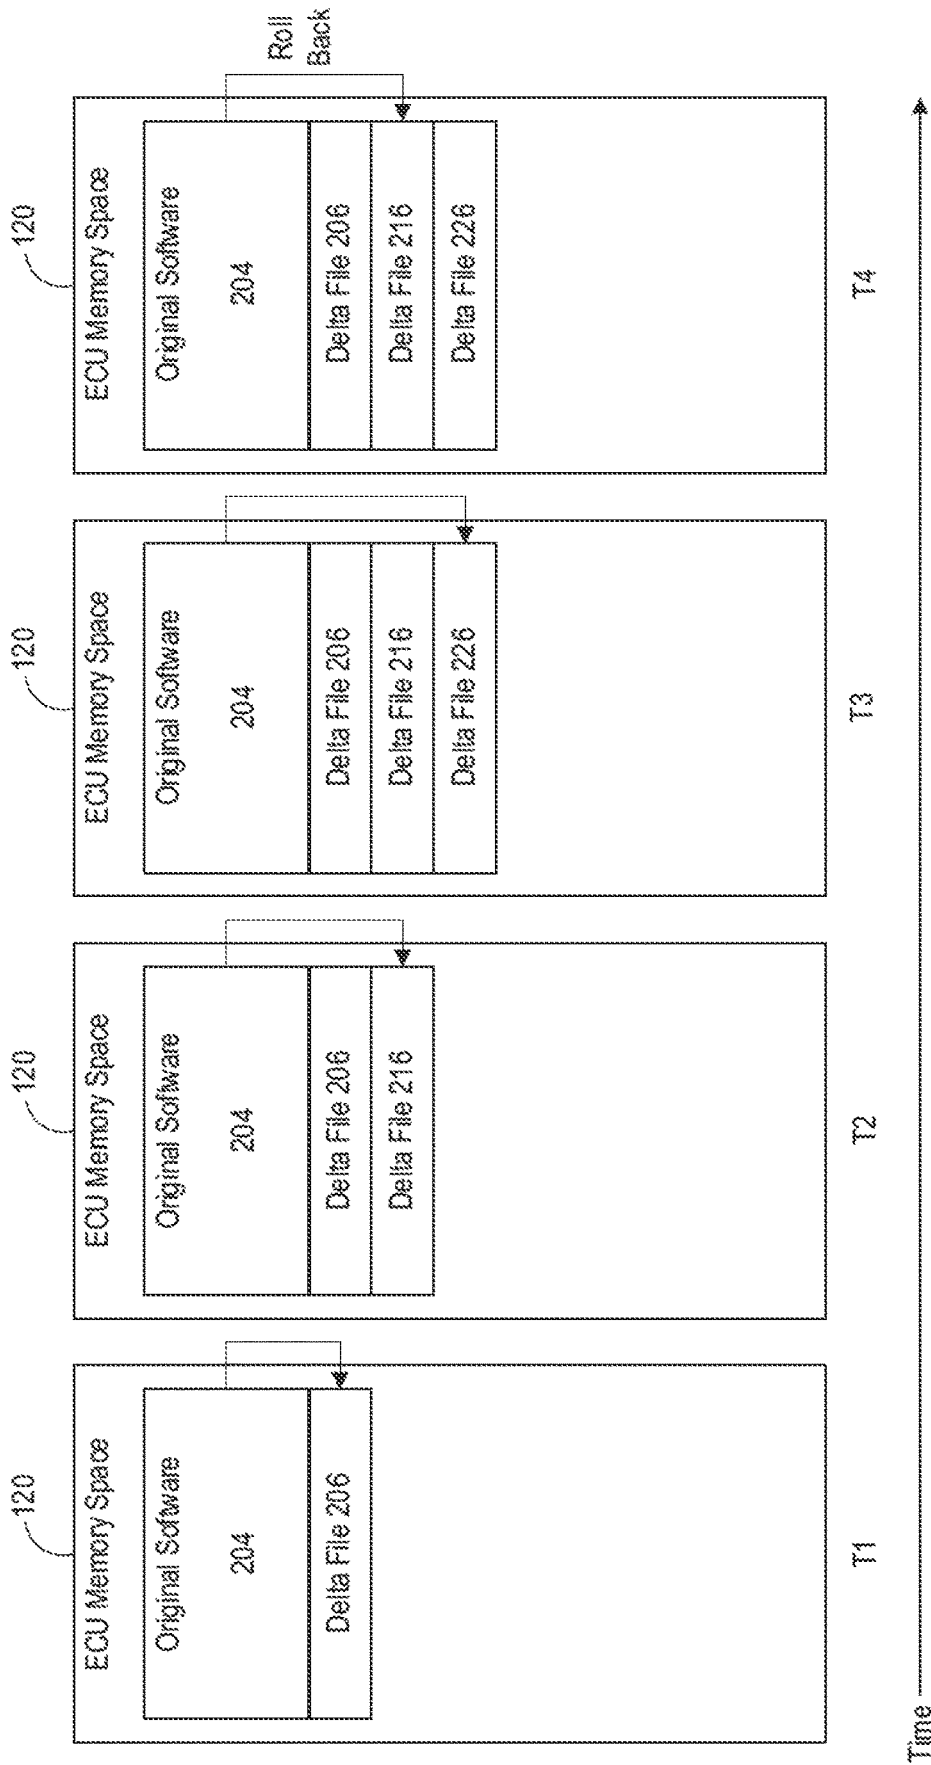 120
ECU Memory Space
Original Software
204
Delta File 206
T1
120
ECU Memory Space
Original Software
204
Delta File 206
Delta File 216
T2
120
ECU Memory Space
Original Software
204
Delta File 206
Delta File 216
Delta File 226
T3
120
ECU Memory Space
Original Software
204
Delta File 206
Delta File 216
Delta File 226
T4
Roll
Back
Time